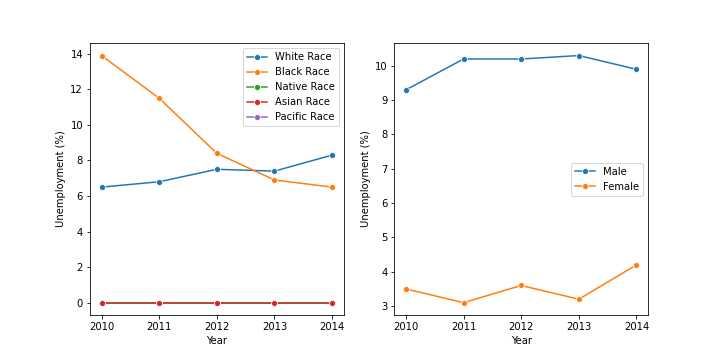 14
12
10
8
6
4
2
0
Unemployment (%)
2010 2011 2012 2013 2014
Year
White Race
Black Race
Native Race
Asian Race
Pacific Race
10
9
8
7
6
5
4
3
Unemployment (%)
2010 2011 2012 2013 2014
Year
Male
Female